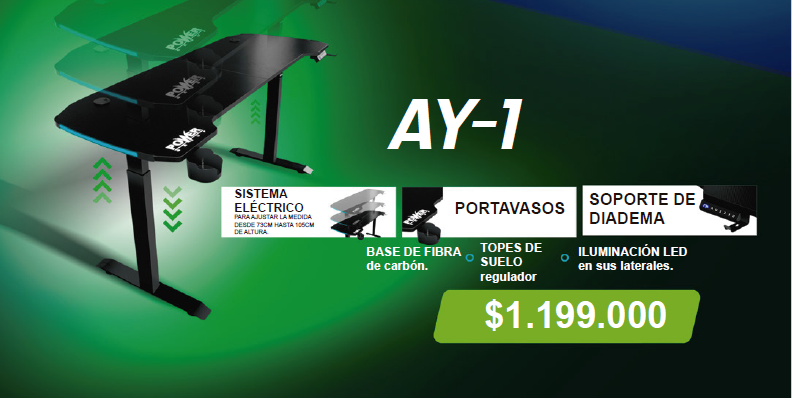 AY-1
SISTEMA
ELÉCTRICO
PARA AJUSTAR LA MEDIDA
DESDE 73CM HASTA 105CM
DE ALTURA.
PORTAVASOS
SOPORTE DE
DIADEMA
BASE DE FIBRA
de carbón.
TOPES DE
SUELO
regulador
ILUMINACIÓN LED
en sus laterales.
$1.199.000
POWER